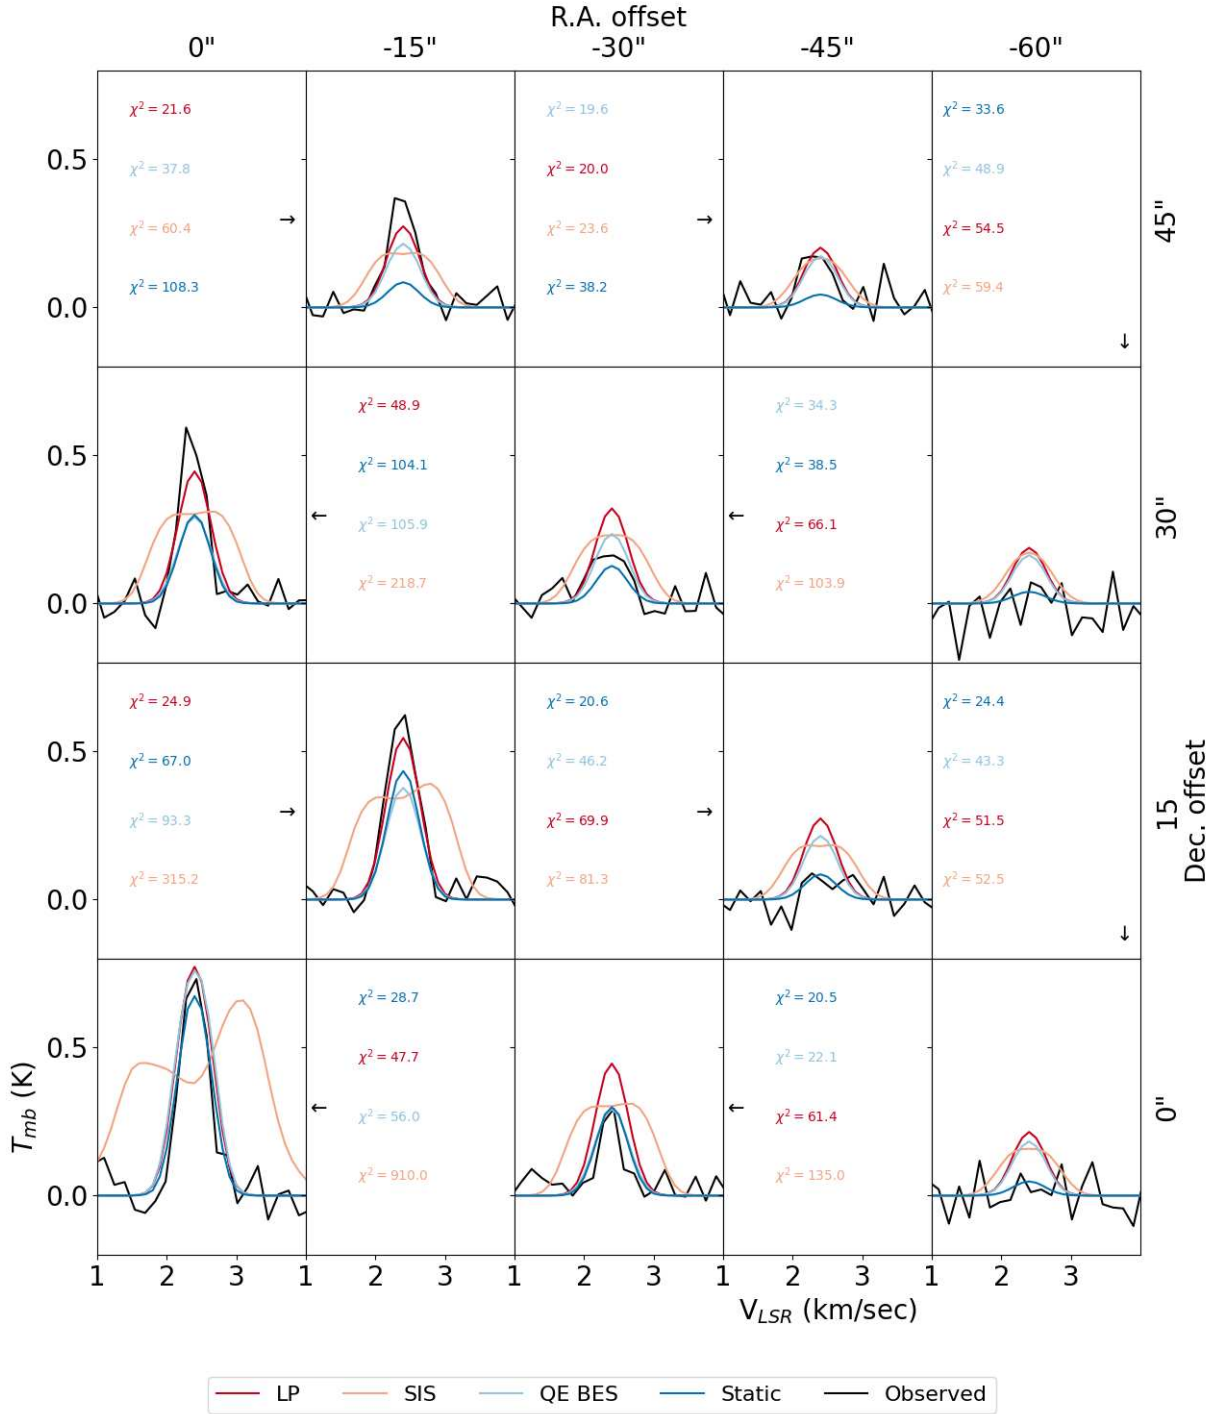 R.A. offset
0" -15" -30" -45" -60"
χ² = 21.6 χ² = 19.6 χ² = 33.6
0.5 χ² = 37.8 χ² = 20.0 χ² = 48.9
χ² = 60.4 → χ² = 23.6 → χ² = 54.5 45"
0.0 χ² = 108.3 χ² = 38.2 χ² = 59.4
↓
χ² = 48.9 χ² = 34.3
0.5 χ² = 104.1 χ² = 38.5
← χ² = 105.9 ← χ² = 66.1 30"
0.0 χ² = 218.7 χ² = 103.9
χ² = 24.9 χ² = 20.6 χ² = 24.4
0.5 χ² = 67.0 χ² = 46.2 χ² = 43.3
χ² = 93.3 → χ² = 69.9 → χ² = 51.5 15
Dec. offset
0.0 χ² = 315.2 χ² = 81.3 χ² = 52.5
↓
χ² = 28.7 χ² = 20.5
0.5 χ² = 47.7 χ² = 22.1
← χ² = 56.0 ← χ² = 61.4 0"
T_mb (K)
0.0 χ² = 910.0 χ² = 135.0
1 2 3 1 2 3 1 2 3 1 2 3 1 2 3
V_LSR (km/sec)
LP SIS QE BES Static Observed